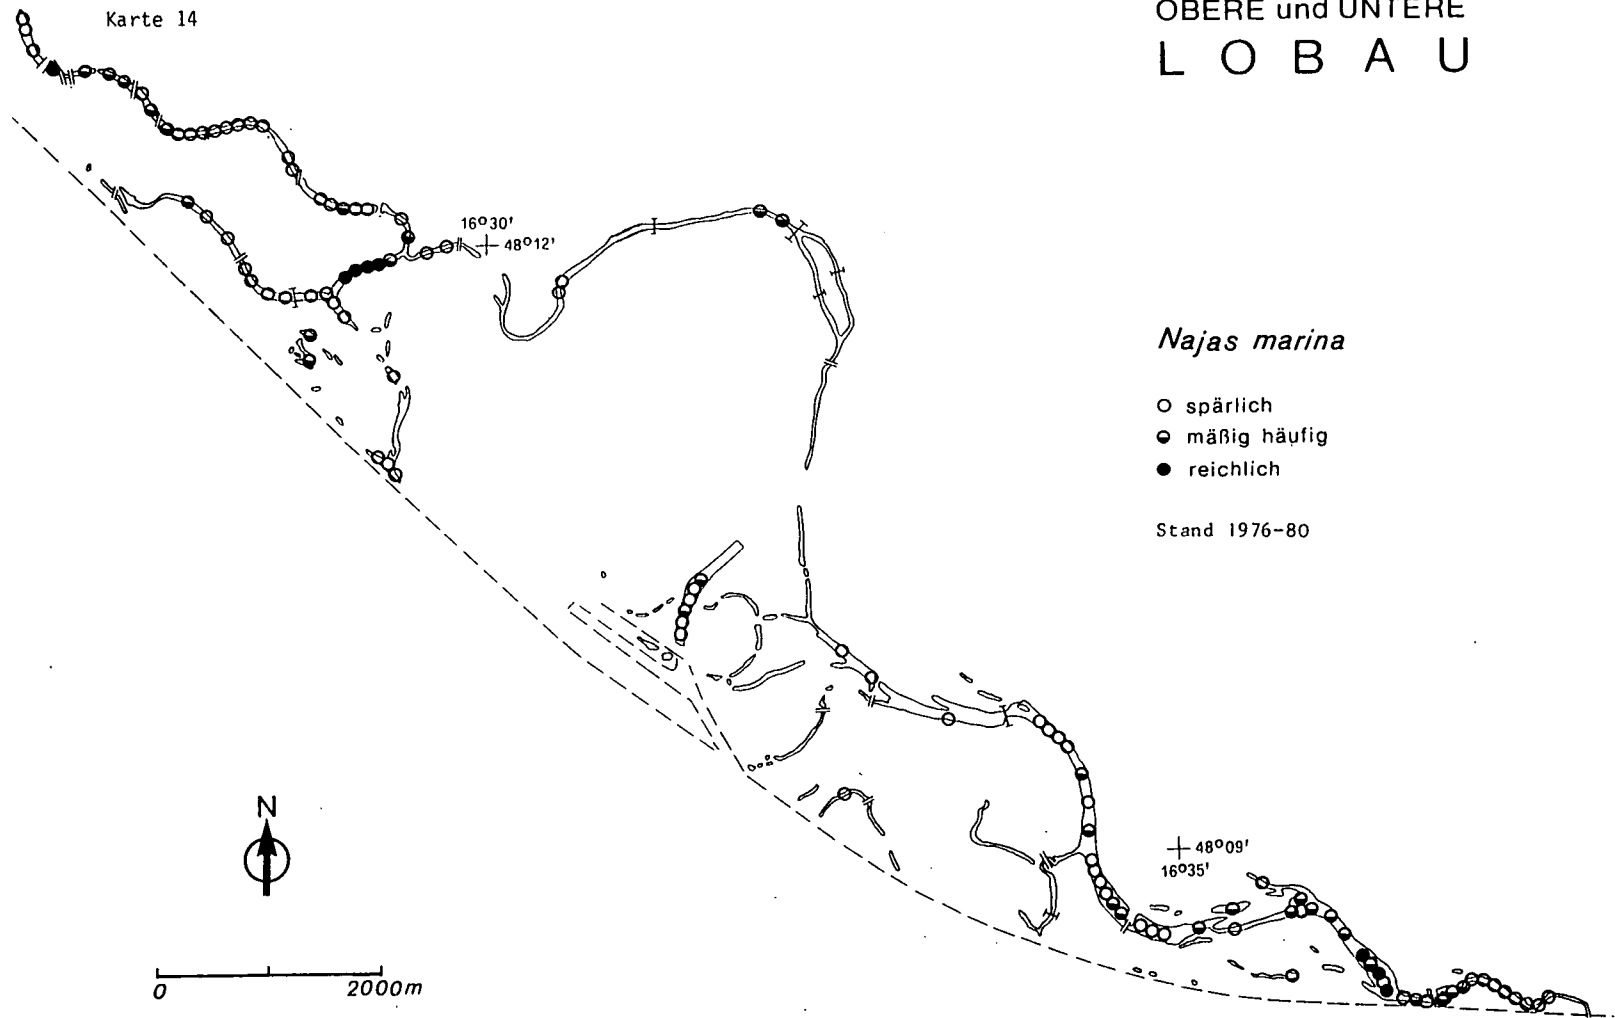 Karte 14
OBERE und UNTERE
LOBAU
16°30'
48°12'
Najas marina
spärlich
mäßig häufig
reichlich
Stand 1976-80
N
48°09'
16°35'
0 2000m